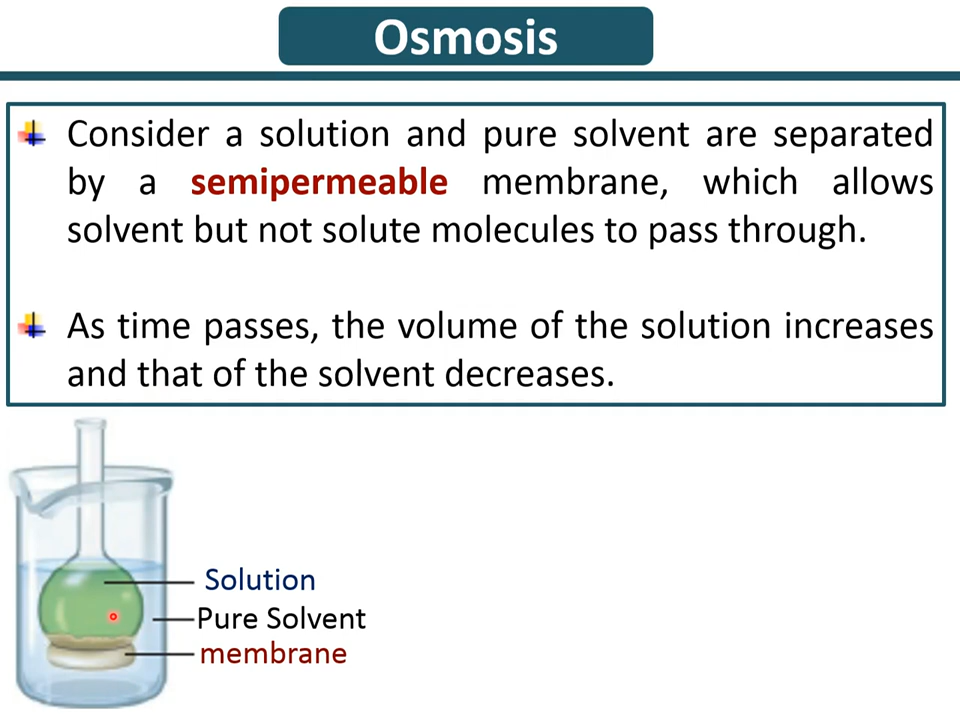 Osmosis
Consider a solution and pure solvent are separated
by a semipermeable membrane, which allows
solvent but not solute molecules to pass through.
As time passes, the volume of the solution increases
and that of the solvent decreases.
Solution
Pure Solvent
membrane